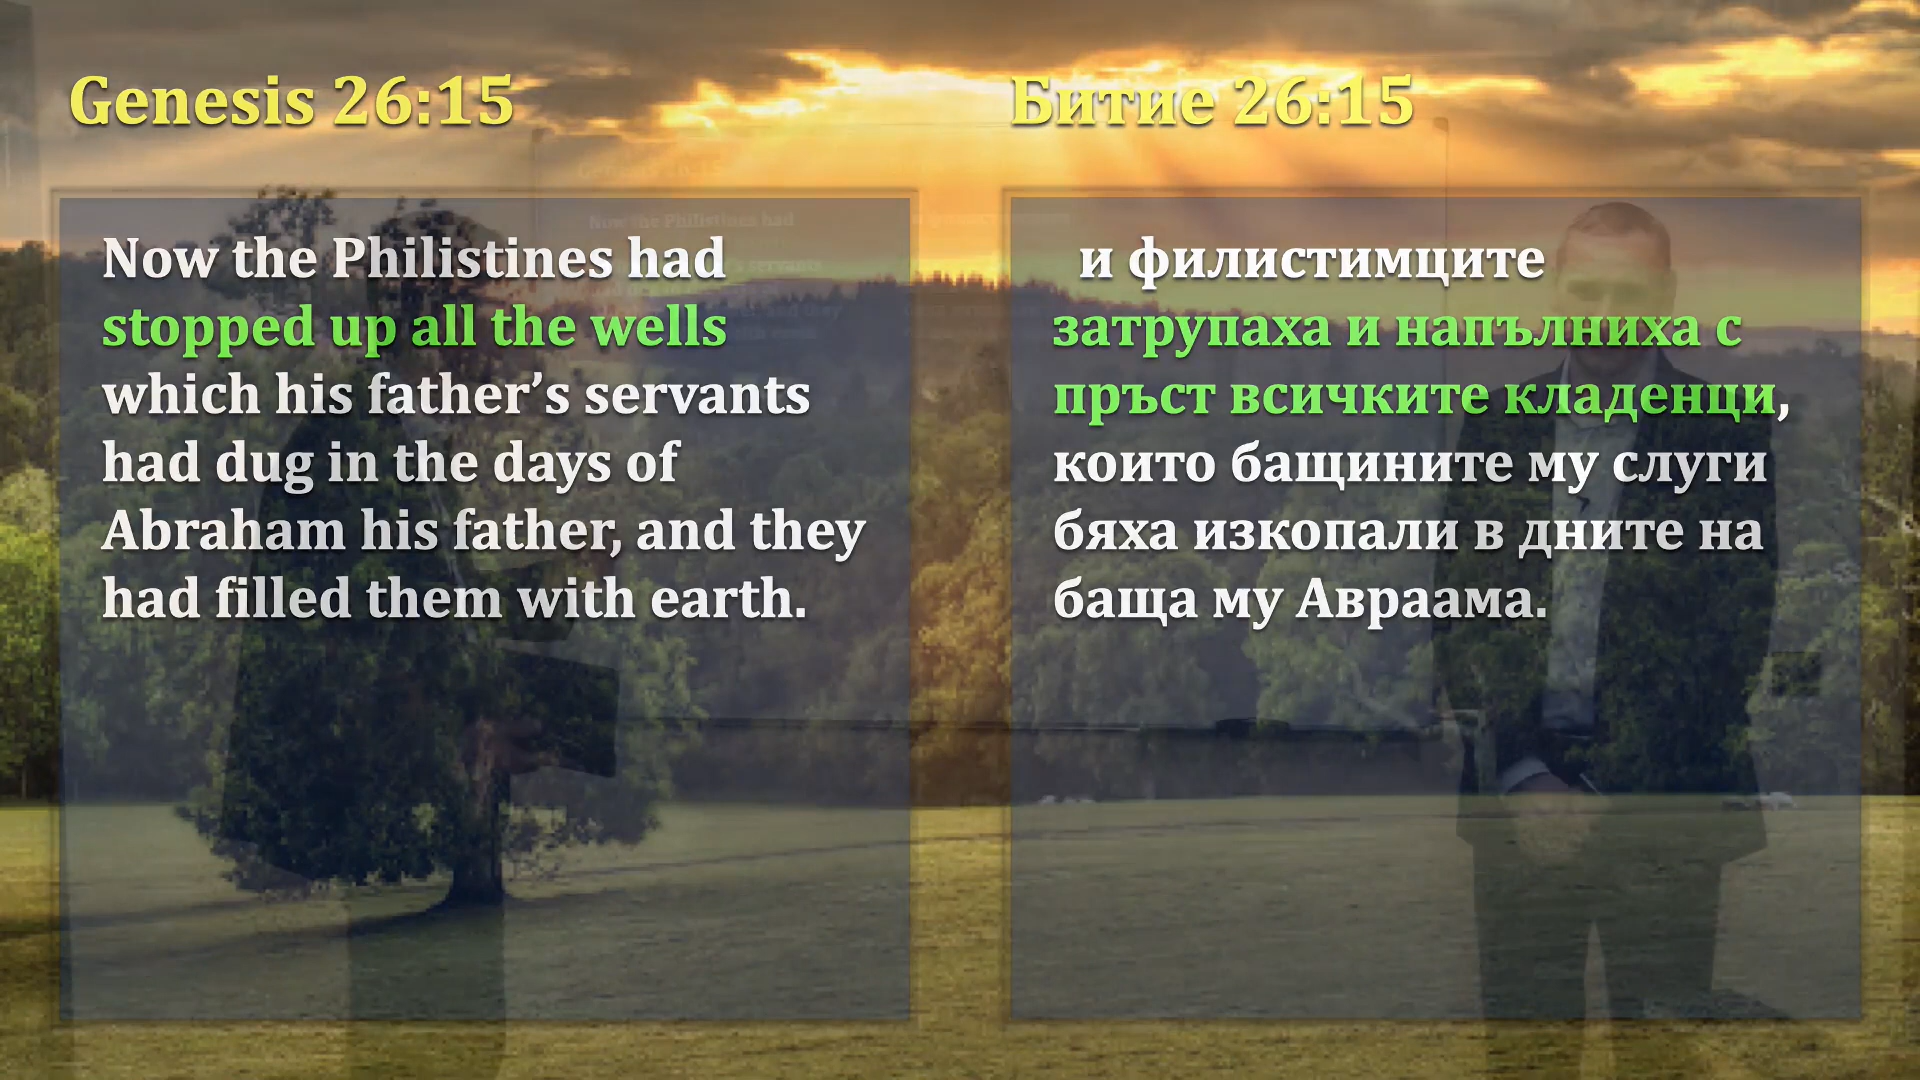 Genesis 26:15
Now the Philistines had
stopped up all the wells
which his father’s servants
had dug in the days of
Abraham his father, and they
had filled them with earth.
Битие 26:15
и филистимците
затрупаха и напълниха с
пръст всичките кладенци,
които бащините му слуги
бяха изкопали в дните на
баща му Авраама.